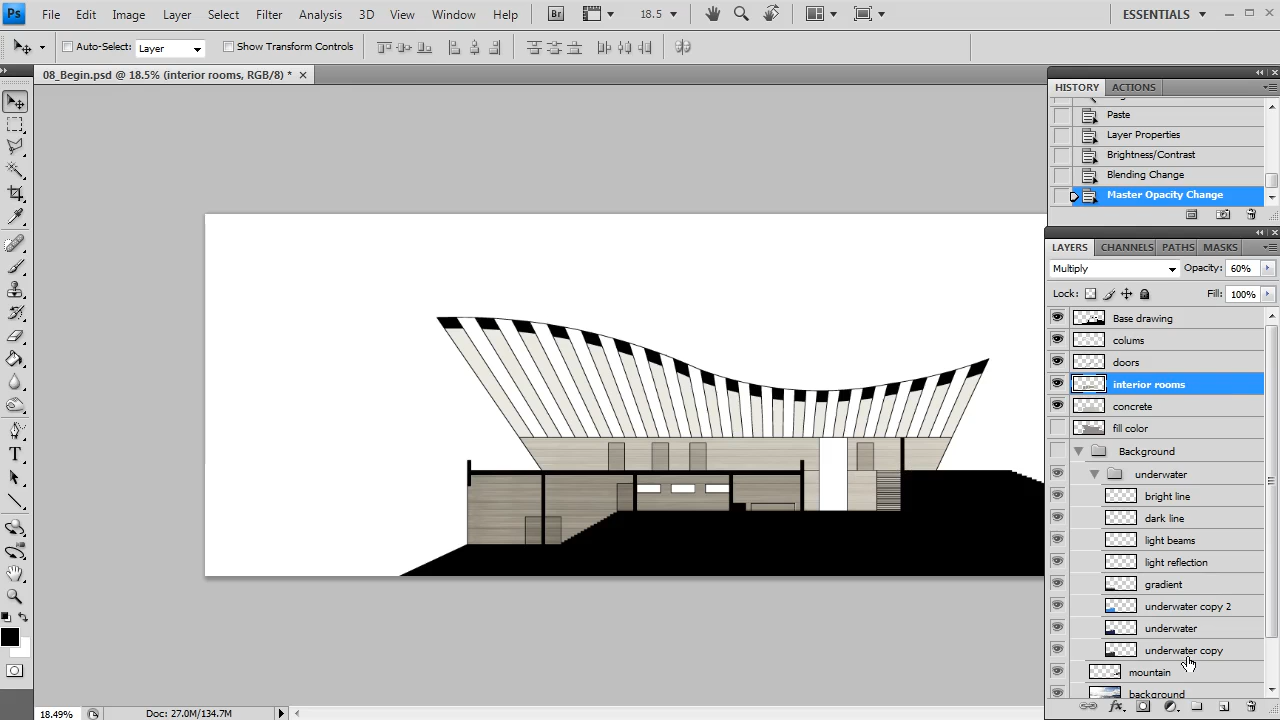 Ps File Edit Image Layer Select Filter Analysis 3D View Window Help Br 18.5 ESSENTIALS
Auto-Select: Layer Show Transform Controls
08_Begin.psd @ 18.5% (interior rooms, RGB/8) *
HISTORY ACTIONS
Paste
Layer Properties
Brightness/Contrast
Blending Change
Master Opacity Change
LAYERS CHANNELS PATHS MASKS
Multiply Opacity: 60%
Lock: Fill: 100%
Base drawing
colums
doors
interior rooms
concrete
fill color
Background
underwater
bright line
dark line
light beams
light reflection
gradient
underwater copy 2
underwater
underwater copy
mountain
background
18.49% Doc: 27.0M/134.7M